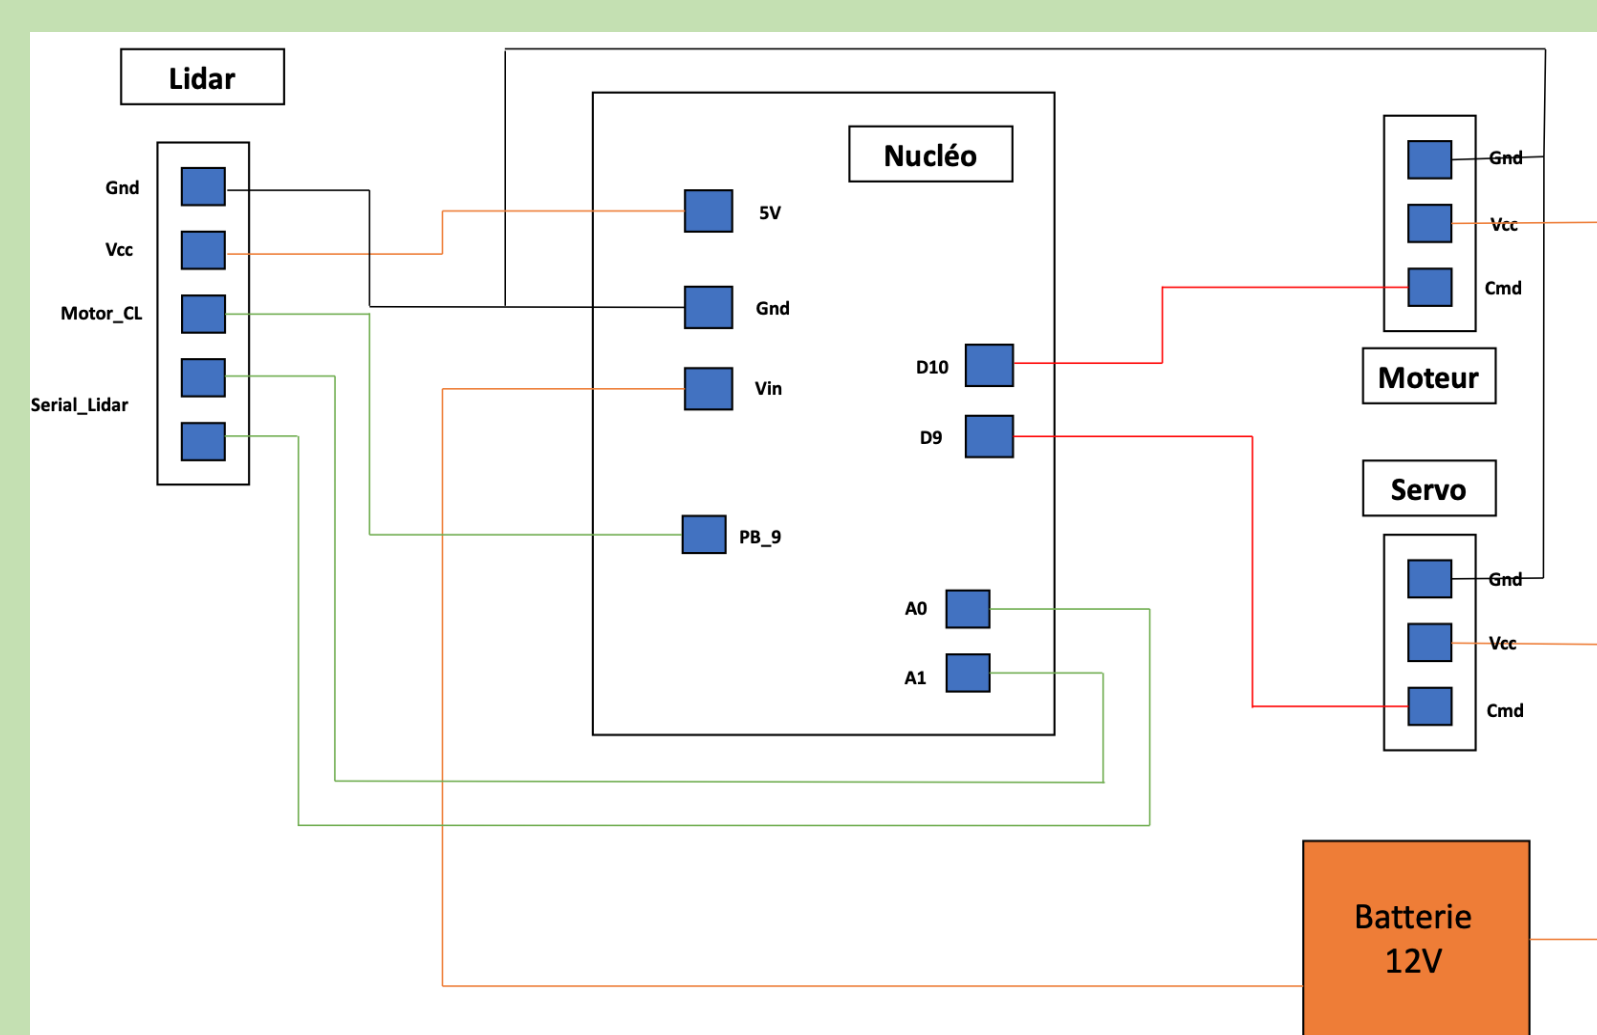 Lidar
Gnd
Vcc
Motor_CL
Serial_Lidar
Nucléo
5V
Gnd
Vin
D10
D9
PB_9
A0
A1
Gnd
Vcc
Cmd
Moteur
Servo
Gnd
Vcc
Cmd
Batterie
12V